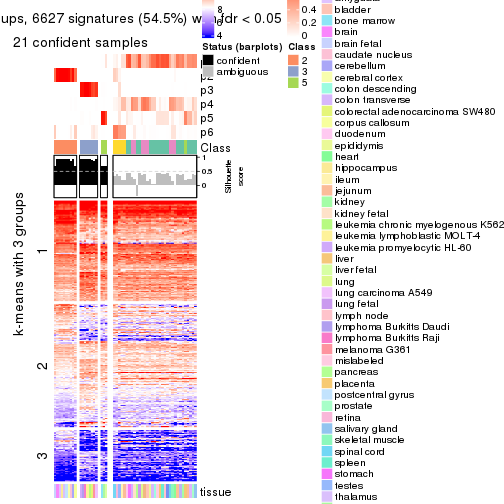 ups, 6627 signatures (54.5%) with fdr < 0.05
21 confident samples
8
6
0.4
0.2
0
Status (barplots)
confident
ambiguous
Class
2
3
5
p2
p3
p4
p5
p6
Class
1
0.5
0
Silhouette
score
k-means with 3 groups
1
2
3
tissue
bladder
bone marrow
brain
brain fetal
caudate nucleus
cerebellum
cerebral cortex
colon descending
colon transverse
colorectal adenocarcinoma SW480
corpus callosum
duodenum
epididymis
heart
hippocampus
ileum
jejunum
kidney
kidney fetal
leukemia chronic myelogenous K562
leukemia lymphoblastic MOLT-4
leukemia promyelocytic HL-60
liver
liver fetal
lung
lung carcinoma A549
lung fetal
lymph node
lymphoma Burkitts Daudi
lymphoma Burkitts Raji
melanoma G361
mislabeled
pancreas
placenta
postcentral gyrus
prostate
retina
salivary gland
skeletal muscle
spinal cord
spleen
stomach
testes
thalamus